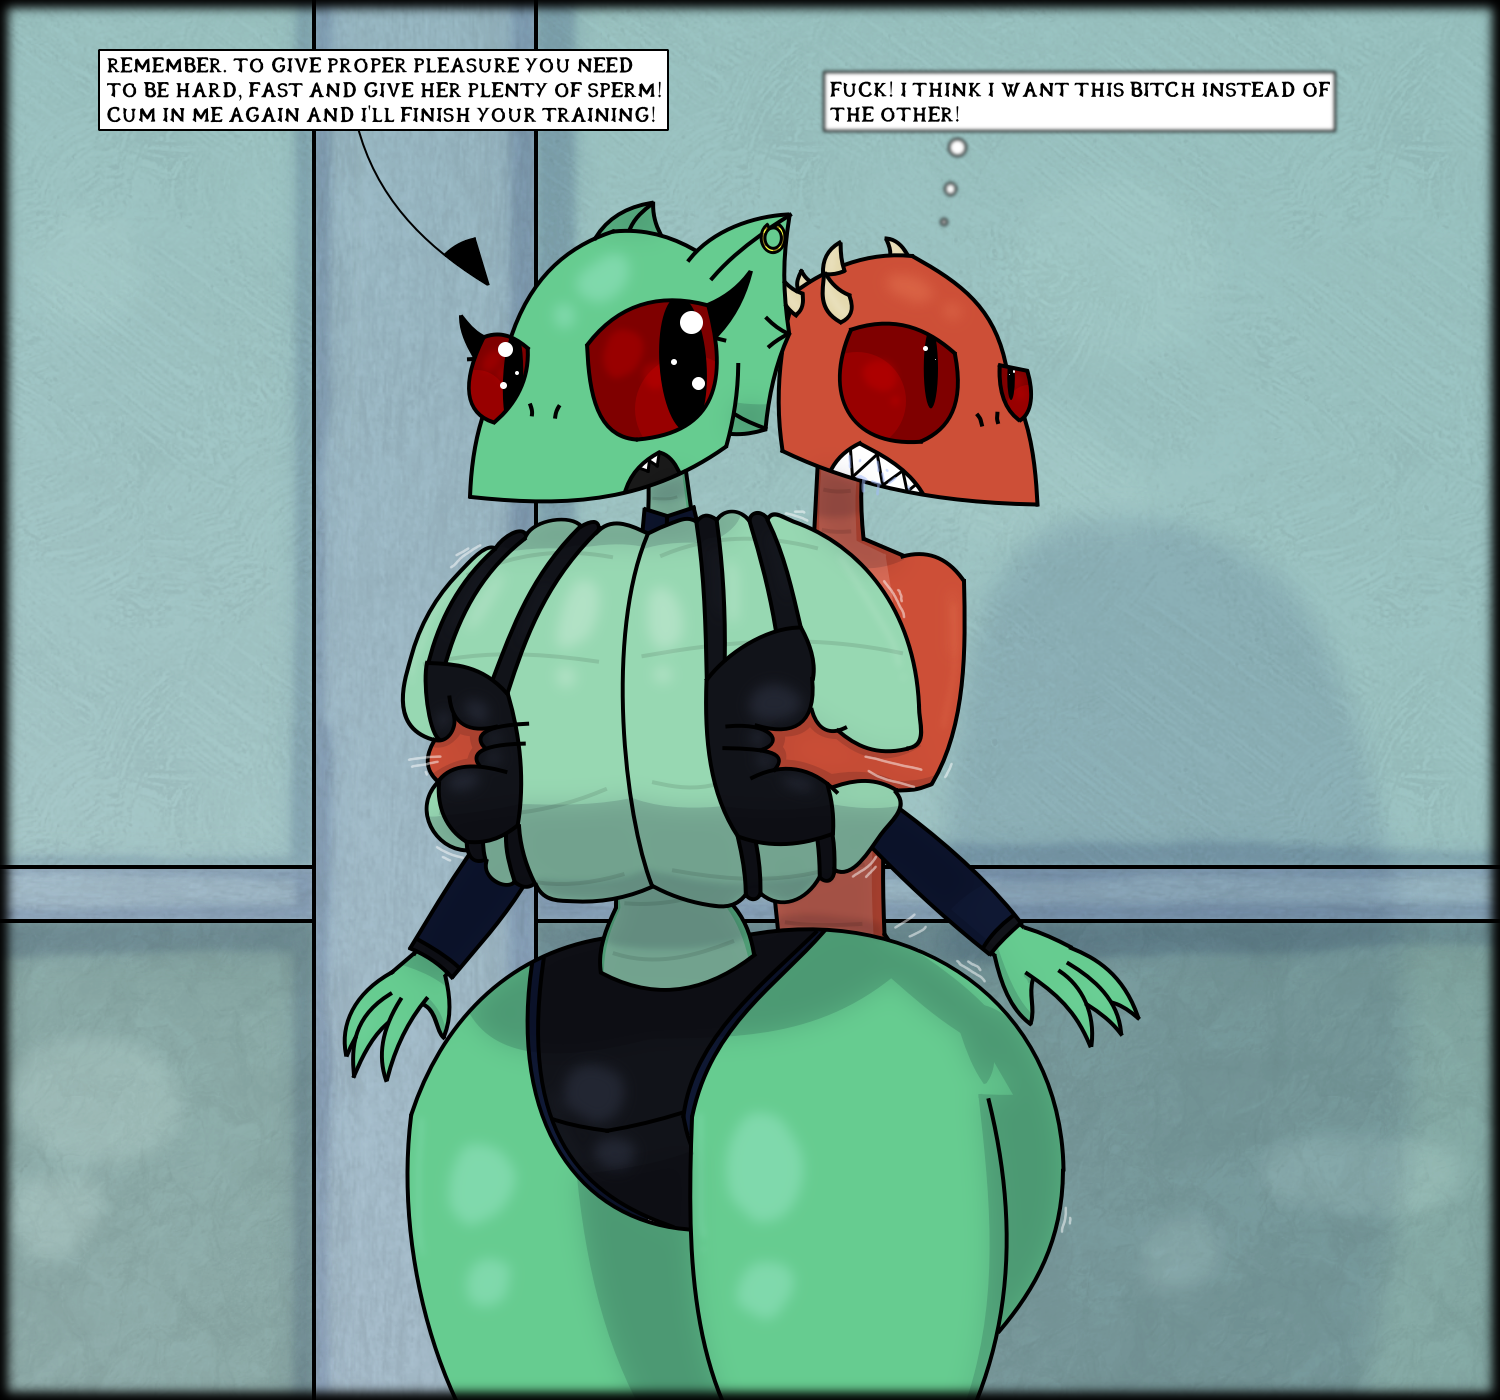 REMEMBER. TO GIVE PROPER PLEASURE YOU NEED
TO BE HARD, FAST AND GIVE HER PLENTY OF SPERM!
CUM IN ME AGAIN AND I'LL FINISH YOUR TRAINING!
FUCK! I THINK I WANT THIS BITCH INSTEAD OF
THE OTHER!